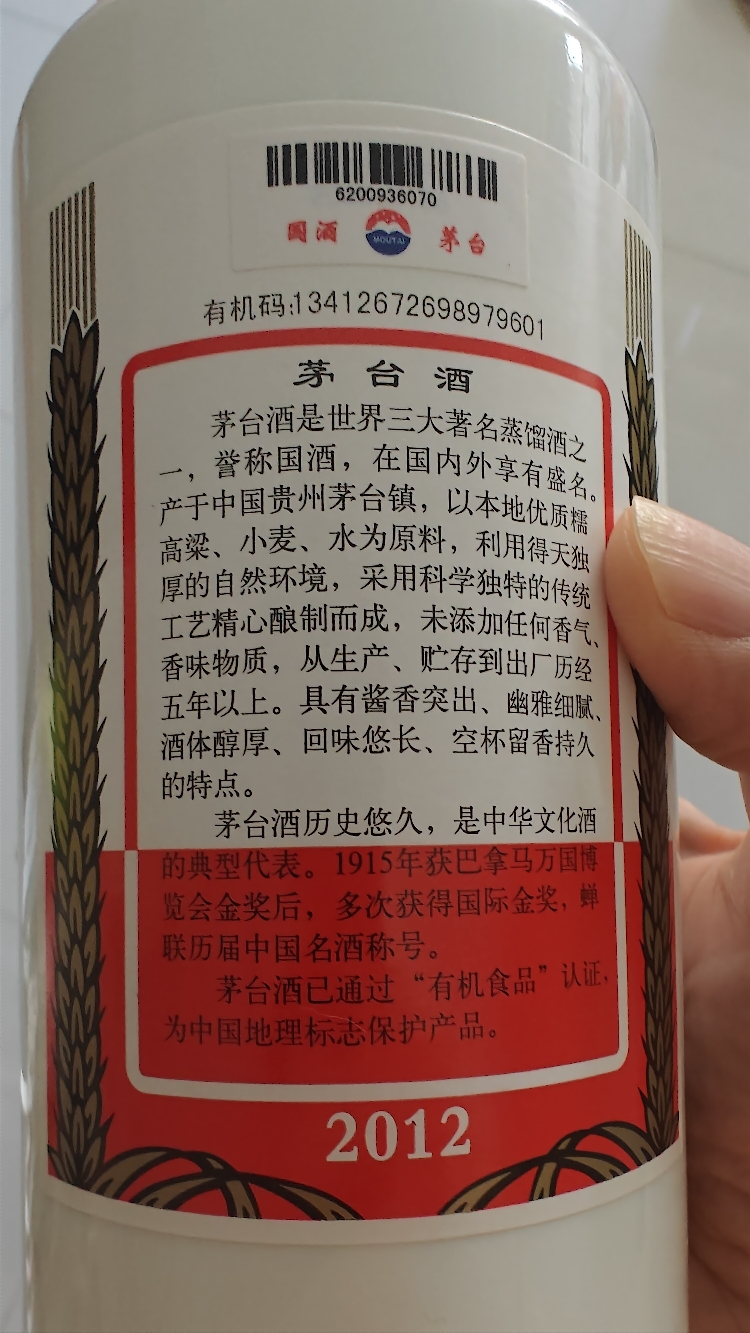 6200936070
国酒 MOUTAI 茅台
有机码:13412672698979601
茅台酒
茅台酒是世界三大著名蒸馏酒之
一，誉称国酒，在国内外享有盛名。
产于中国贵州茅台镇，以本地优质糯
高粱、小麦、水为原料，利用得天独
厚的自然环境，采用科学独特的传统
工艺精心酿制而成，未添加任何香气、
香味物质，从生产、贮存到出厂历经
五年以上。具有酱香突出、幽雅细腻、
酒体醇厚、回味悠长、空杯留香持久
的特点。
茅台酒历史悠久，是中华文化酒
的典型代表。1915年获巴拿马万国博
览会金奖后，多次获得国际金奖，蝉
联历届中国名酒称号。
茅台酒已通过“有机食品”认证，
为中国地理标志保护产品。
2012